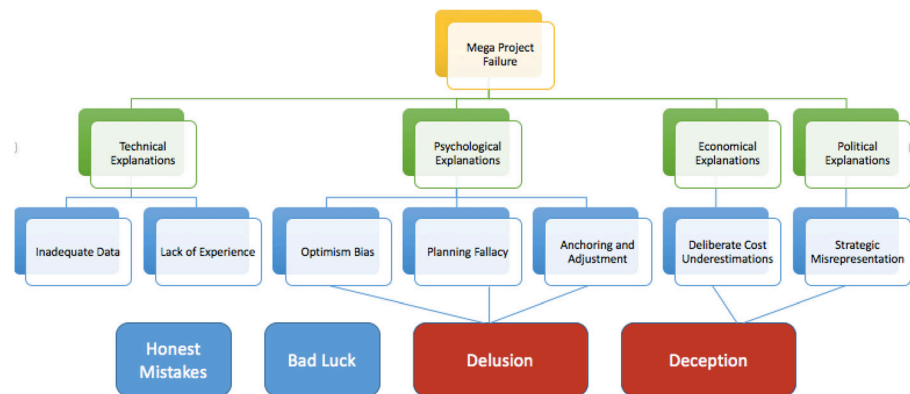 Mega Project
Failure
Technical
Explanations
Psychological
Explanations
Economical
Explanations
Political
Explanations
Inadequate Data
Lack of Experience
Optimism Bias
Planning Fallacy
Anchoring and
Adjustment
Deliberate Cost
Underestimations
Strategic
Misrepresentation
Honest
Mistakes
Bad Luck
Delusion
Deception